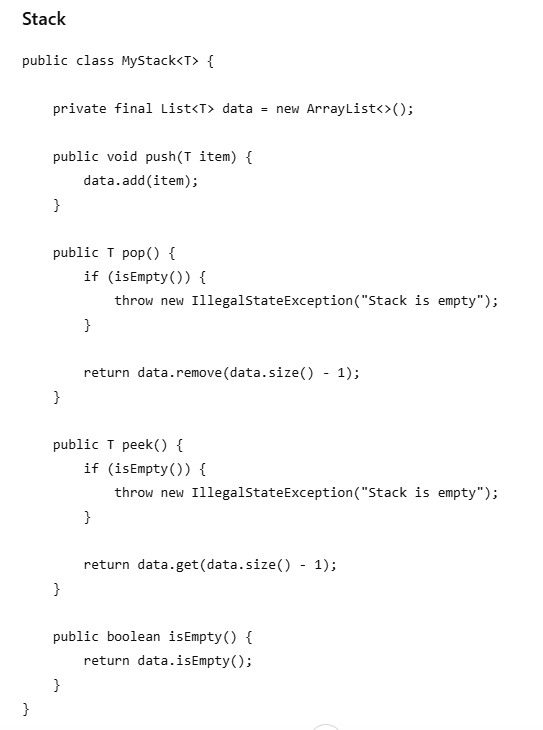 Stack
public class MyStack<T> {
    private final List<T> data = new ArrayList<>();
    public void push(T item) {
        data.add(item);
    }
    public T pop() {
        if (isEmpty()) {
            throw new IllegalStateException("Stack is empty");
        }
        return data.remove(data.size() - 1);
    }
    public T peek() {
        if (isEmpty()) {
            throw new IllegalStateException("Stack is empty");
        }
        return data.get(data.size() - 1);
    }
    public boolean isEmpty() {
        return data.isEmpty();
    }
}